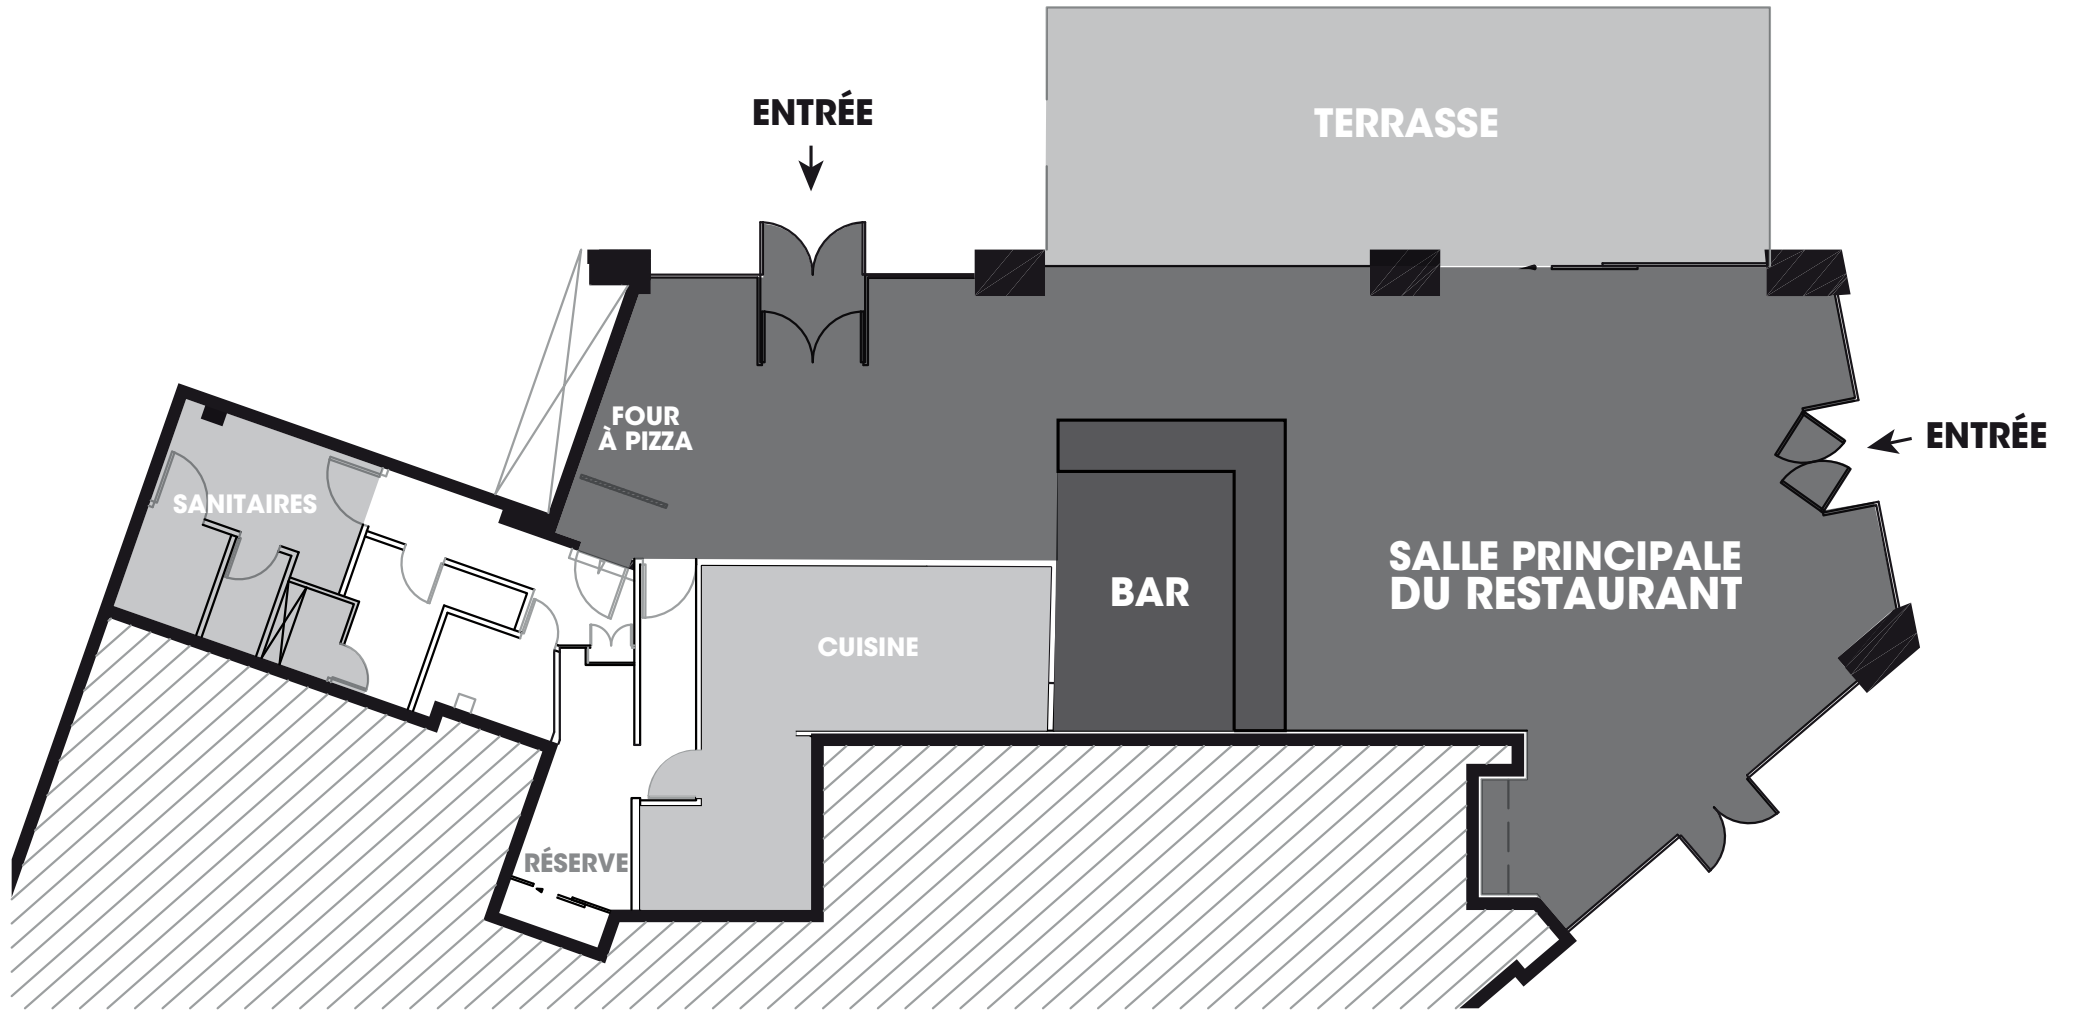 ENTRÉE
TERRASSE
FOUR
À PIZZA
ENTRÉE
SANITAIRES
SALLE PRINCIPALE
DU RESTAURANT
BAR
CUISINE
RÉSERVE